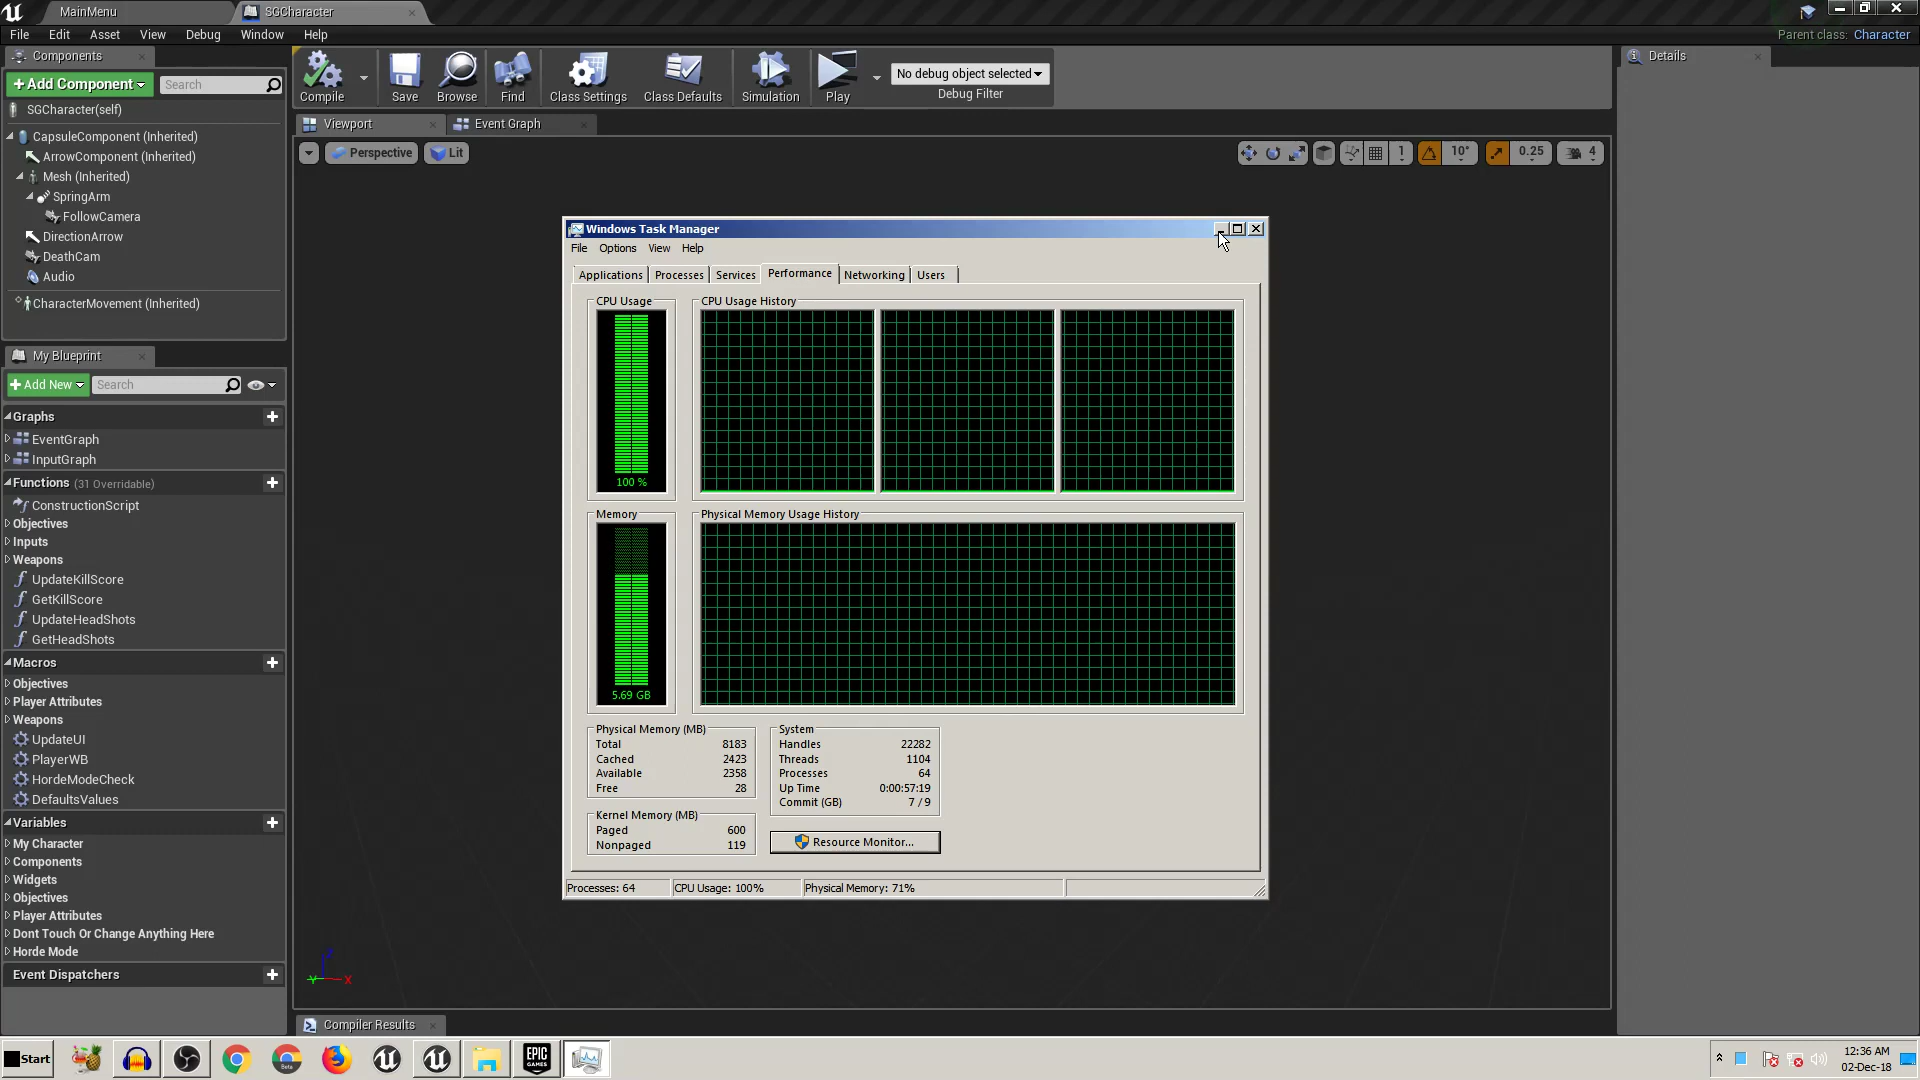 MainMenu
SGCharacter
File Edit Asset View Debug Window Help
Parent class: Character
Components
+Add Component
Search
SGCharacter(self)
CapsuleComponent (Inherited)
ArrowComponent (Inherited)
Mesh (Inherited)
SpringArm
FollowCamera
DirectionArrow
DeathCam
Audio
CharacterMovement (Inherited)
My Blueprint
+Add New
Search
Graphs
EventGraph
InputGraph
Functions (31 Overridable)
ConstructionScript
Objectives
Inputs
Weapons
UpdateKillScore
GetKillScore
UpdateHeadShots
GetHeadShots
Macros
Objectives
Player Attributes
Weapons
UpdateUI
PlayerWB
HordeModeCheck
DefaultsValues
Variables
My Character
Components
Widgets
Objectives
Player Attributes
Dont Touch Or Change Anything Here
Horde Mode
Event Dispatchers
Compile Save Browse Find Class Settings Class Defaults Simulation Play
No debug object selected
Debug Filter
Viewport
Event Graph
Perspective
Lit
1
10°
0.25
4
Details
Windows Task Manager
File Options View Help
Applications Processes Services Performance Networking Users
CPU Usage
100 %
CPU Usage History
Memory
5.69 GB
Physical Memory Usage History
Physical Memory (MB)
Total 8183
Cached 2423
Available 2358
Free 28
Kernel Memory (MB)
Paged 600
Nonpaged 119
System
Handles 22282
Threads 1104
Processes 64
Up Time 0:00:57:19
Commit (GB) 7 / 9
Resource Monitor...
Processes: 64 CPU Usage: 100% Physical Memory: 71%
Y
X
Z
Compiler Results
Start
Beta
EPIC
GAMES
12:36 AM
02-Dec-18